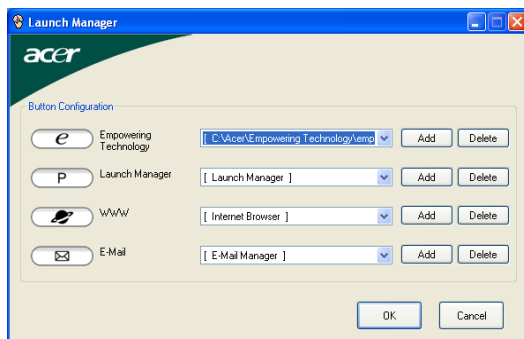 Launch Manager
acer
Button Configuration
e Empowering Technology [ C:\Acer\Empowering Technology\emp Add Delete
P Launch Manager [ Launch Manager ] Add Delete
WWW [ Internet Browser ] Add Delete
E-Mail [ E-Mail Manager ] Add Delete
OK Cancel